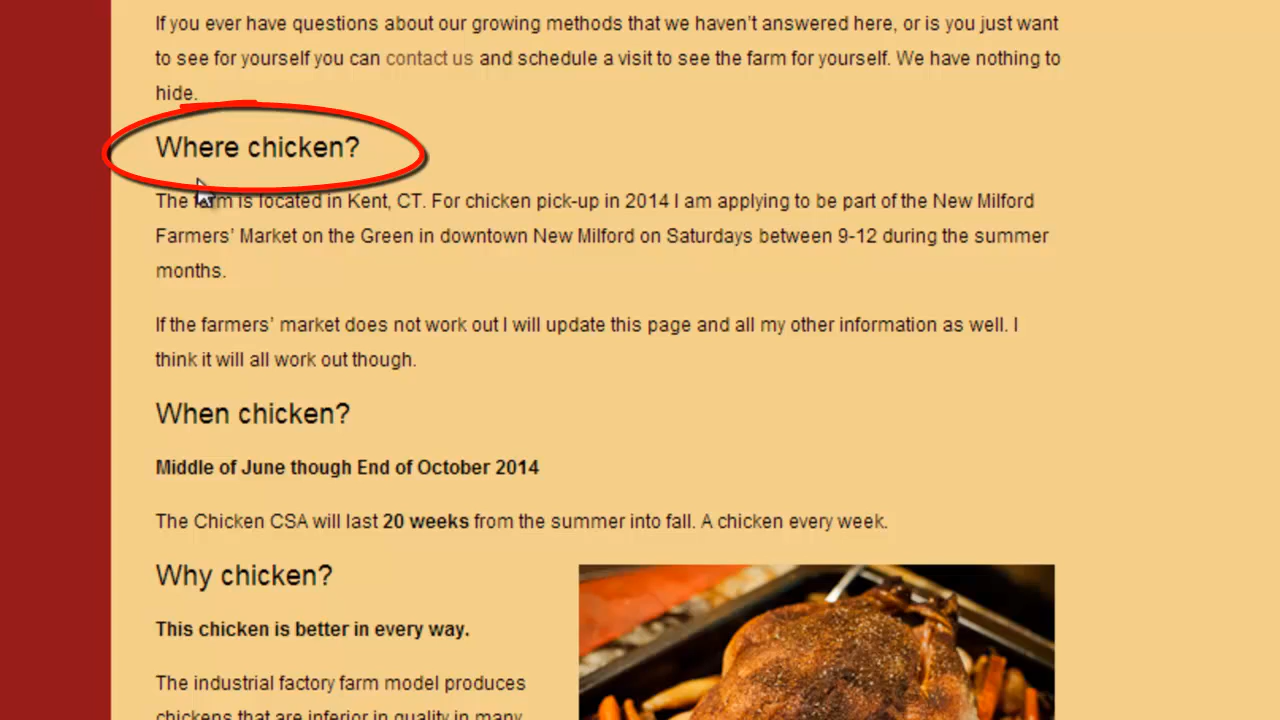 If you ever have questions about our growing methods that we haven’t answered here, or is you just want
to see for yourself you can contact us and schedule a visit to see the farm for yourself. We have nothing to
hide.
Where chicken?
The farm is located in Kent, CT. For chicken pick-up in 2014 I am applying to be part of the New Milford
Farmers’ Market on the Green in downtown New Milford on Saturdays between 9-12 during the summer
months.
If the farmers’ market does not work out I will update this page and all my other information as well. I
think it will all work out though.
When chicken?
Middle of June though End of October 2014
The Chicken CSA will last 20 weeks from the summer into fall. A chicken every week.
Why chicken?
This chicken is better in every way.
The industrial factory farm model produces
chickens that are inferior in quality in many